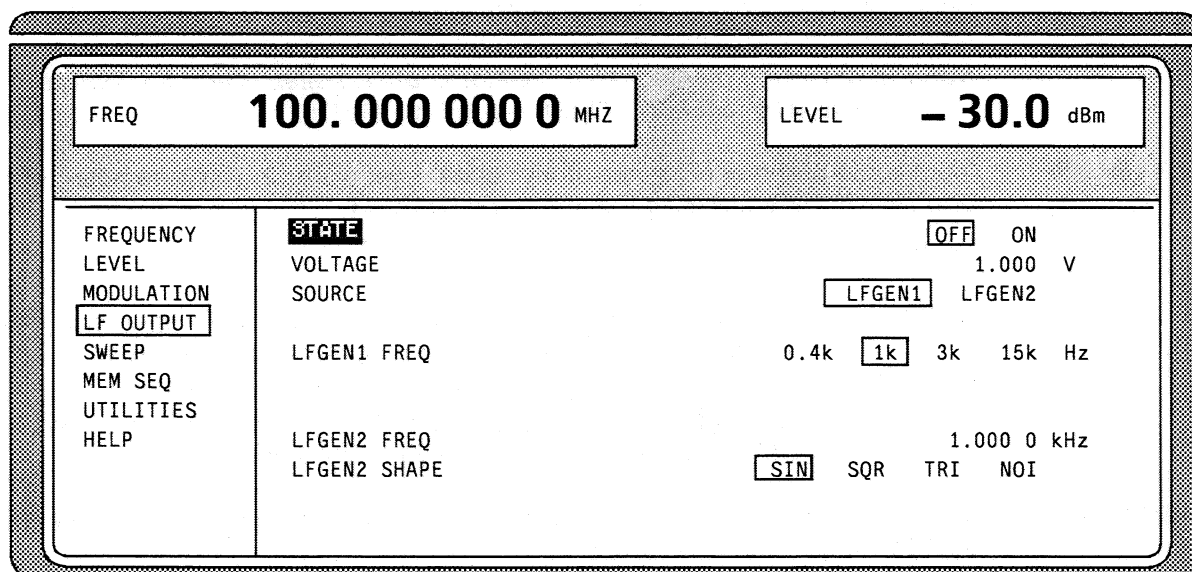 FREQ 100. 000 000 0 MHZ LEVEL – 30.0 dBm
FREQUENCY STATE OFF ON
LEVEL VOLTAGE 1.000 V
MODULATION SOURCE LFGEN1 LFGEN2
LF OUTPUT
SWEEP LFGEN1 FREQ 0.4k 1k 3k 15k Hz
MEM SEQ
UTILITIES
HELP LFGEN2 FREQ 1.000 0 kHz
LFGEN2 SHAPE SIN SQR TRI NOI